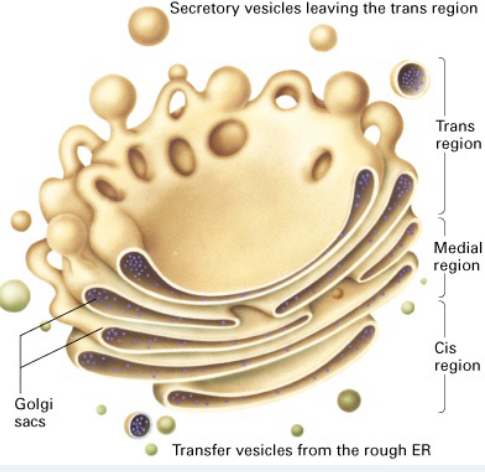 Secretory vesicles leaving the trans region
Trans
region
Medial
region
Cis
region
Golgi
sacs
Transfer vesicles from the rough ER